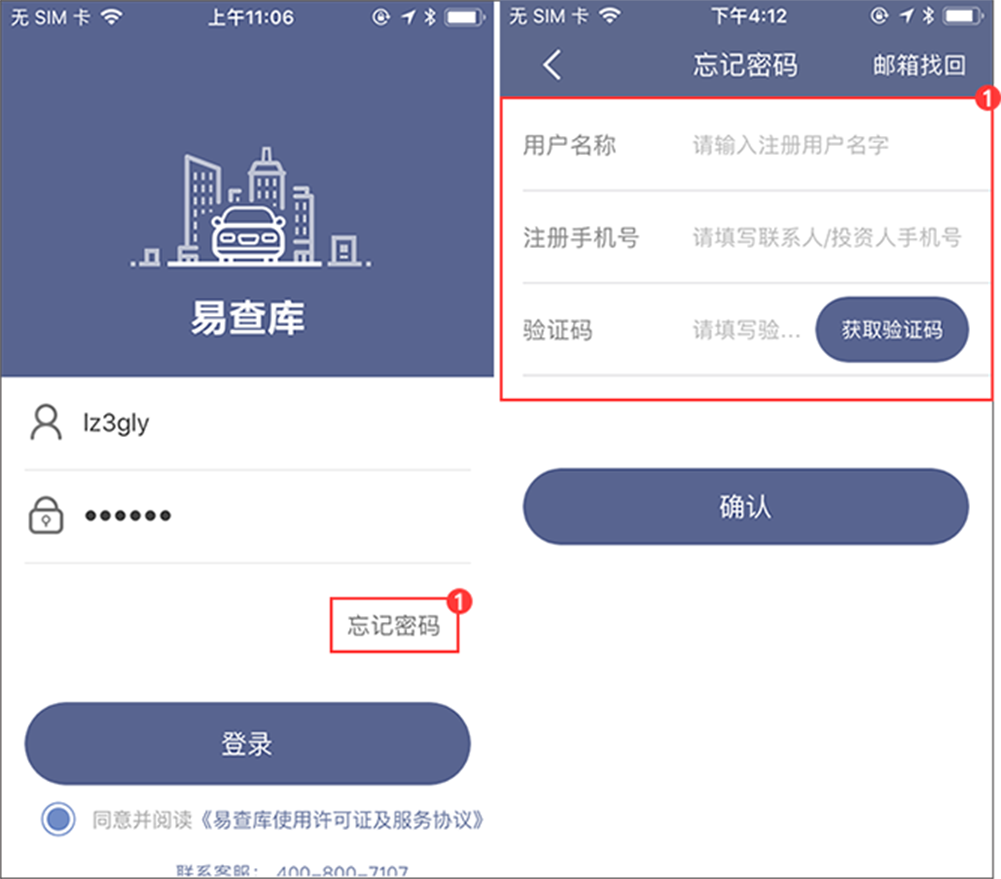 无 SIM 卡 上午11:06
易查库
lz3gly
••••••
忘记密码
1
登录
同意并阅读《易查库使用许可证及服务协议》
联系客服： 400-800-7107
无 SIM 卡 下午4:12
忘记密码 邮箱找回
1
用户名称 请输入注册用户名字
注册手机号 请填写联系人/投资人手机号
验证码 请填写验... 获取验证码
确认